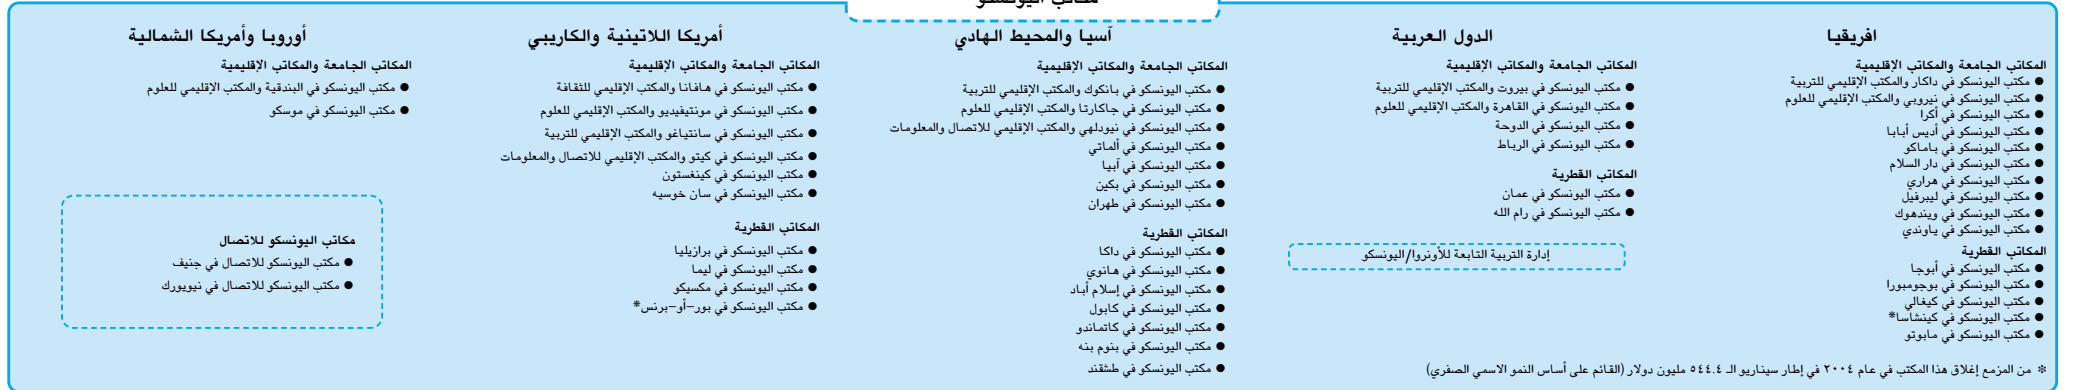 مكاتب اليونسكو
افريقيا
المكاتب الجامعة والمكاتب الإقليمية
● مكتب اليونسكو في داكار والمكتب الإقليمي للتربية
● مكتب اليونسكو في نيروبي والمكتب الإقليمي للعلوم
● مكتب اليونسكو في أكرا
● مكتب اليونسكو في أديس أبابا
● مكتب اليونسكو في باماكو
● مكتب اليونسكو في دار السلام
● مكتب اليونسكو في هراري
● مكتب اليونسكو في ليبرفيل
● مكتب اليونسكو في ويندهوك
● مكتب اليونسكو في ياوندي
المكاتب القطرية
● مكتب اليونسكو في أبوجا
● مكتب اليونسكو في بوجومبورا
● مكتب اليونسكو في كيغالي
● مكتب اليونسكو في كينشاسا*
● مكتب اليونسكو في مابوتو
الدول العربية
المكاتب الجامعة والمكاتب الإقليمية
● مكتب اليونسكو في بيروت والمكتب الإقليمي للتربية
● مكتب اليونسكو في القاهرة والمكتب الإقليمي للعلوم
● مكتب اليونسكو في الدوحة
● مكتب اليونسكو في الرباط
المكاتب القطرية
● مكتب اليونسكو في عمان
● مكتب اليونسكو في رام الله
إدارة التربية التابعة للأونروا/اليونسكو
آسيا والمحيط الهادي
المكاتب الجامعة والمكاتب الإقليمية
● مكتب اليونسكو في بانكوك والمكتب الإقليمي للتربية
● مكتب اليونسكو في جاكارتا والمكتب الإقليمي للعلوم
● مكتب اليونسكو في نيودلهي والمكتب الإقليمي للاتصال والمعلومات
● مكتب اليونسكو في ألماتي
● مكتب اليونسكو في آبيا
● مكتب اليونسكو في بكين
● مكتب اليونسكو في طهران
المكاتب القطرية
● مكتب اليونسكو في داكا
● مكتب اليونسكو في هانوي
● مكتب اليونسكو في إسلام أباد
● مكتب اليونسكو في كابول
● مكتب اليونسكو في كاتماندو
● مكتب اليونسكو في بنوم بنه
● مكتب اليونسكو في طشقند
أمريكا اللاتينية والكاريبي
المكاتب الجامعة والمكاتب الإقليمية
● مكتب اليونسكو في هافانا والمكتب الإقليمي للثقافة
● مكتب اليونسكو في مونتيفيديو والمكتب الإقليمي للعلوم
● مكتب اليونسكو في سانتياغو والمكتب الإقليمي للتربية
● مكتب اليونسكو في كيتو والمكتب الإقليمي للاتصال والمعلومات
● مكتب اليونسكو في كينغستون
● مكتب اليونسكو في سان خوسيه
المكاتب القطرية
● مكتب اليونسكو في برازيليا
● مكتب اليونسكو في ليما
● مكتب اليونسكو في مكسيكو
● مكتب اليونسكو في بور–أو–برنس*
أوروبا وأمريكا الشمالية
المكاتب الجامعة والمكاتب الإقليمية
● مكتب اليونسكو في البندقية والمكتب الإقليمي للعلوم
● مكتب اليونسكو في موسكو
مكاتب اليونسكو للاتصال
● مكتب اليونسكو للاتصال في جنيف
● مكتب اليونسكو للاتصال في نيويورك
* من المزمع إغلاق هذا المكتب في عام ٢٠٠٤ في إطار سيناريو الـ ٥٤٤.٤ مليون دولار (القائم على أساس النمو الاسمي الصفري)